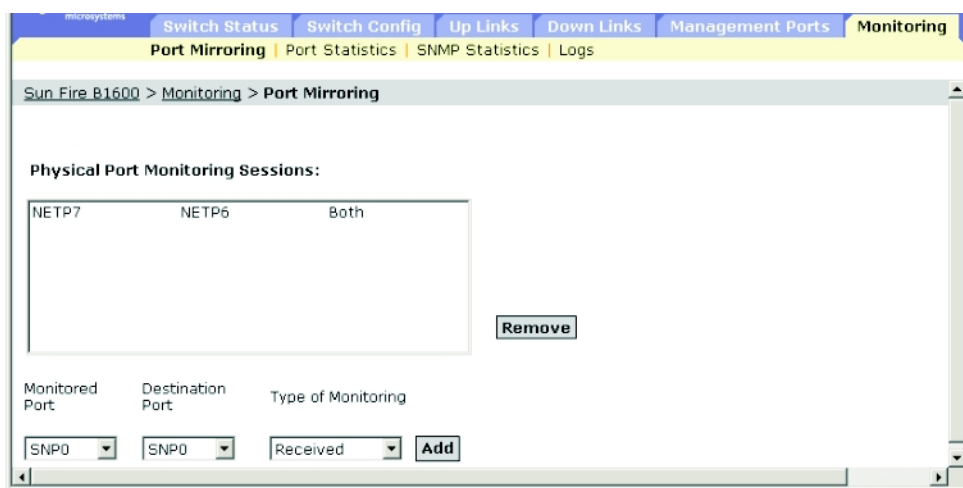 microsystems
Switch Status Switch Config Up Links Down Links Management Ports Monitoring
Port Mirroring | Port Statistics | SNMP Statistics | Logs
Sun Fire B1600 > Monitoring > Port Mirroring
Physical Port Monitoring Sessions:
NETP7 NETP6 Both
Remove
Monitored Port
Destination Port
Type of Monitoring
SNP0 SNP0 Received Add